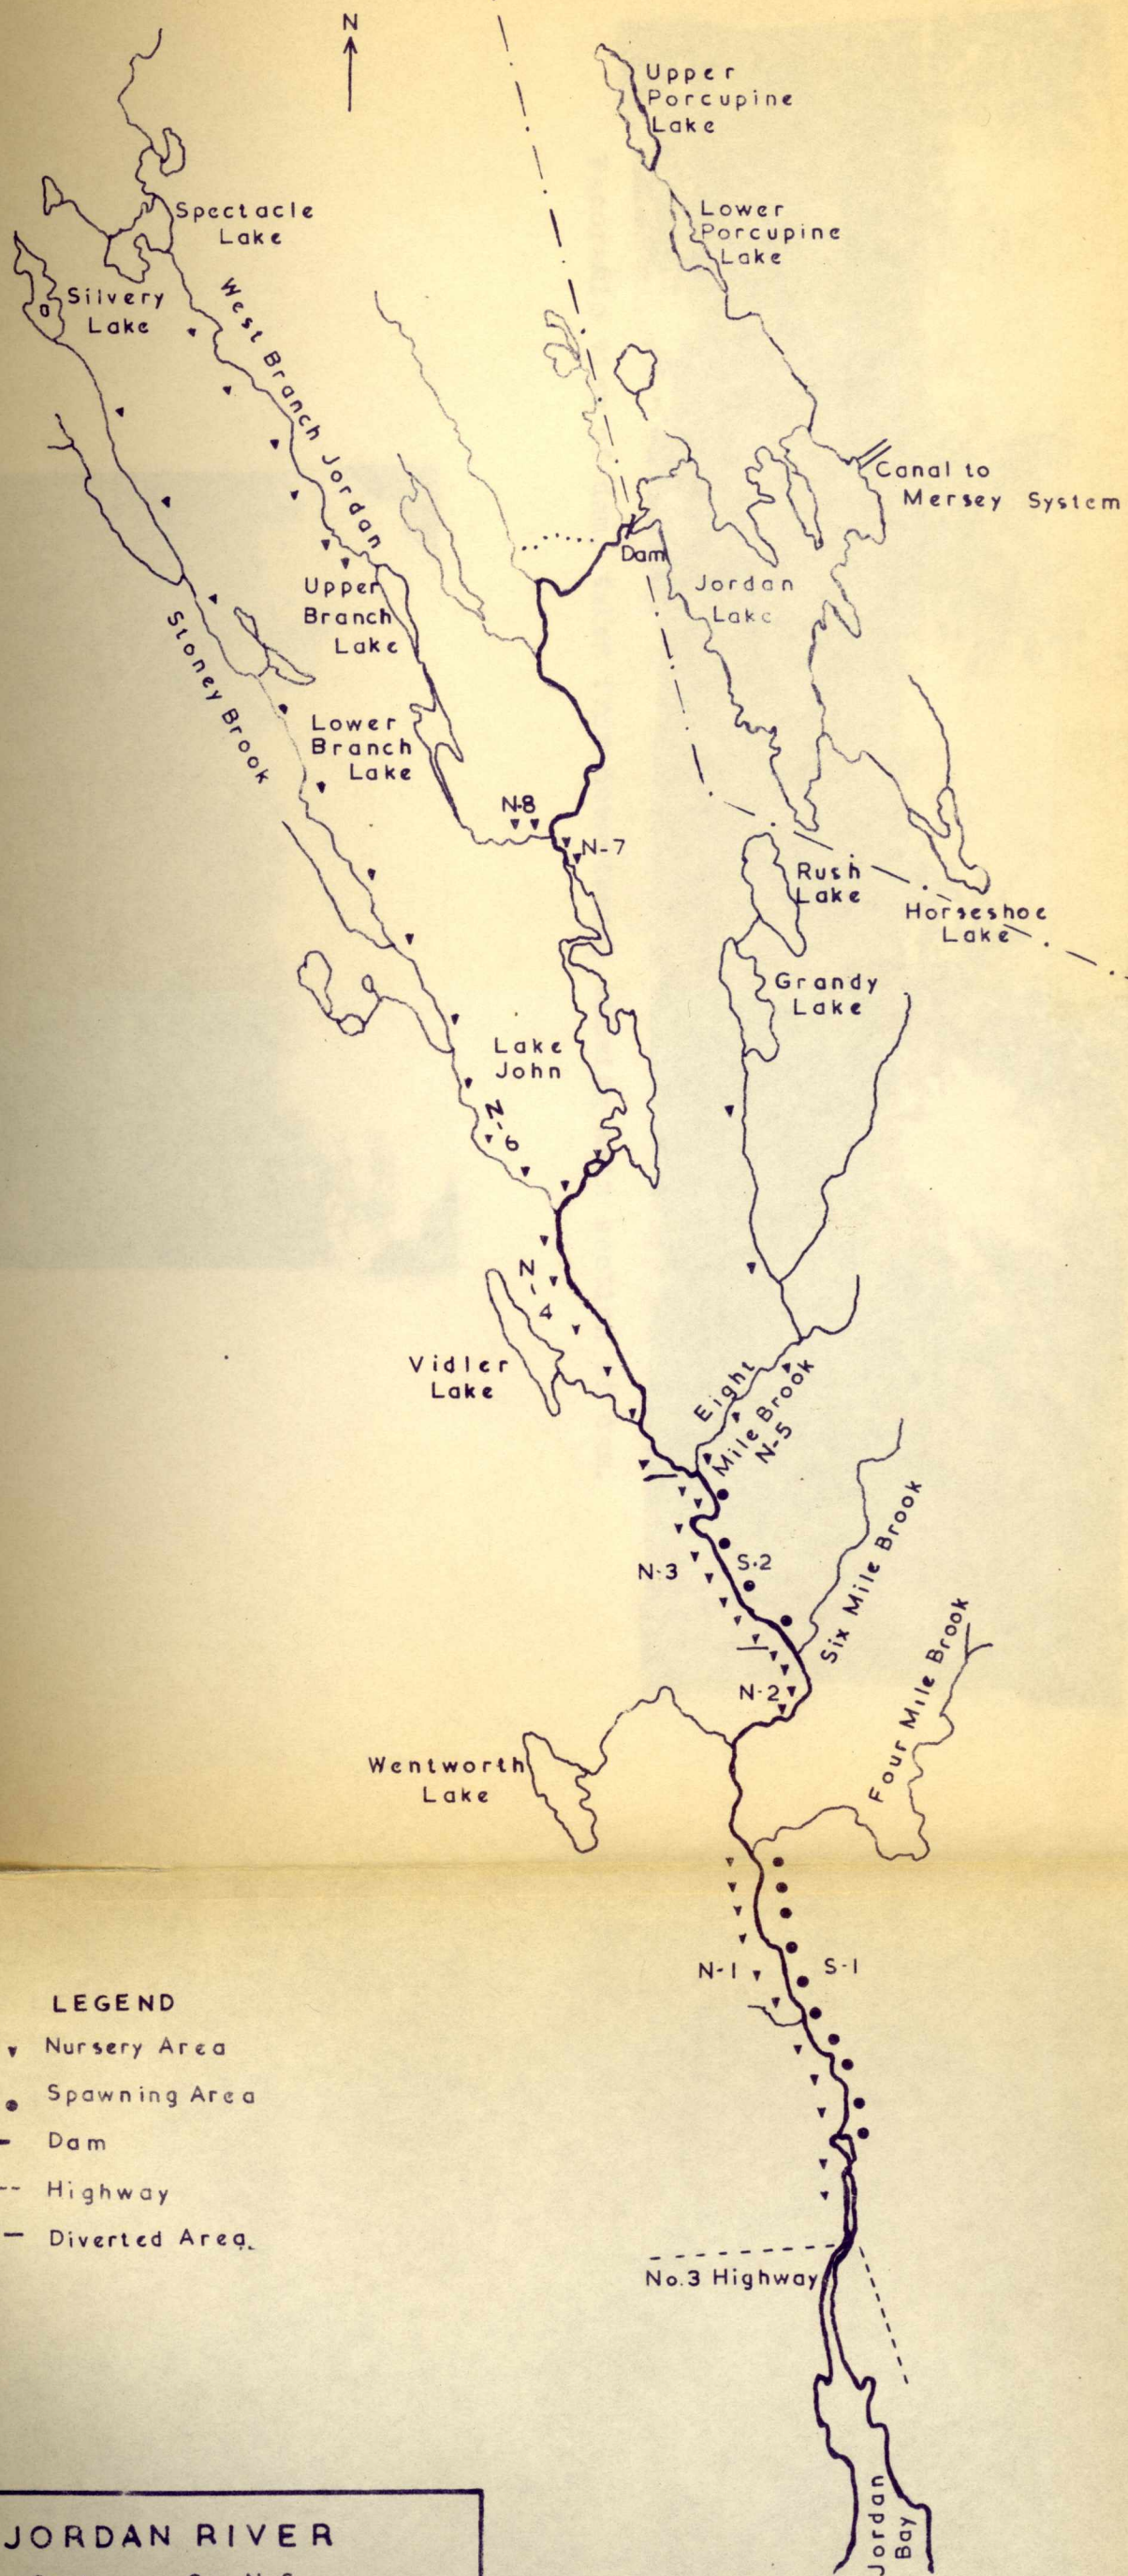 N
Upper
Porcupine
Lake
Lower
Porcupine
Lake
Spectacle
Lake
Silvery
Lake
West Branch Jordan
Canal to
Mersey System
Dam
Jordan
Lake
Upper
Branch
Lake
Stoney Brook
Lower
Branch
Lake
N-8
N-7
Rush
Lake
Horseshoe
Lake
Grandy
Lake
Lake
John
N-6
N-4
Vidler
Lake
Eight
Mile Brook
N-5
N-3
S-2
Six Mile Brook
N-2
Four Mile Brook
Wentworth
Lake
N-1
S-1
LEGEND
Nursery Area
Spawning Area
Dam
Highway
Diverted Area.
No.3 Highway
Jordan
Bay
JORDAN RIVER